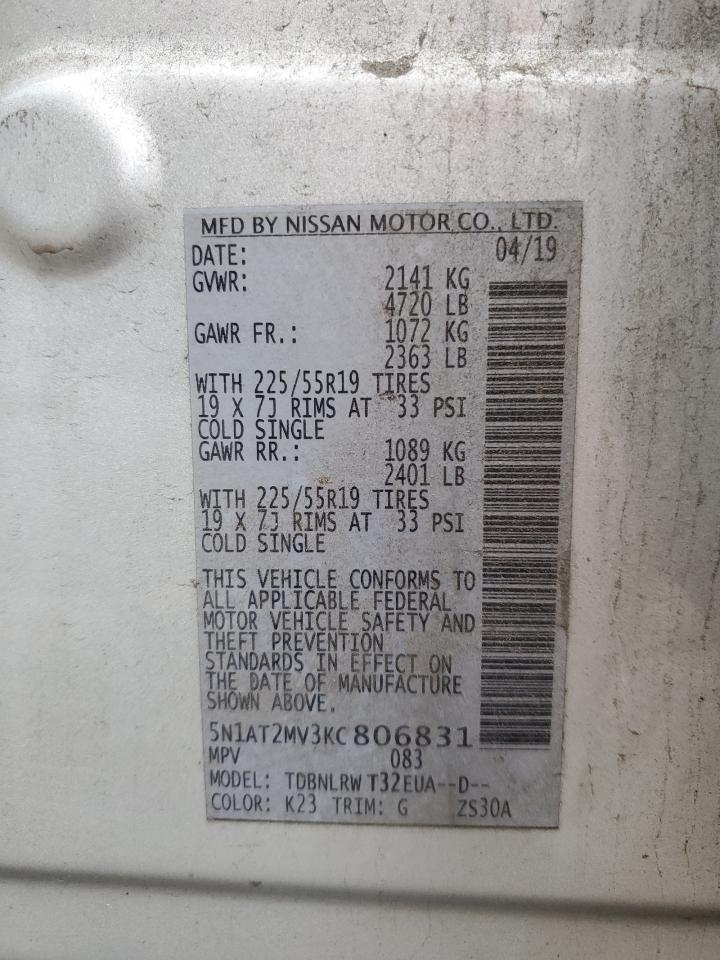 MFD BY NISSAN MOTOR CO., LTD.
DATE: 04/19
GVWR: 2141 KG
4720 LB
GAWR FR.: 1072 KG
2363 LB
WITH 225/55R19 TIRES
19 X 7J RIMS AT 33 PSI
COLD SINGLE
GAWR RR.: 1089 KG
2401 LB
WITH 225/55R19 TIRES
19 X 7J RIMS AT 33 PSI
COLD SINGLE
THIS VEHICLE CONFORMS TO
ALL APPLICABLE FEDERAL
MOTOR VEHICLE SAFETY AND
THEFT PREVENTION
STANDARDS IN EFFECT ON
THE DATE OF MANUFACTURE
SHOWN ABOVE.
5N1AT2MV3KC806831
MPV 083
MODEL: TDBNLRW T32EUA--D--
COLOR: K23 TRIM: G ZS30A